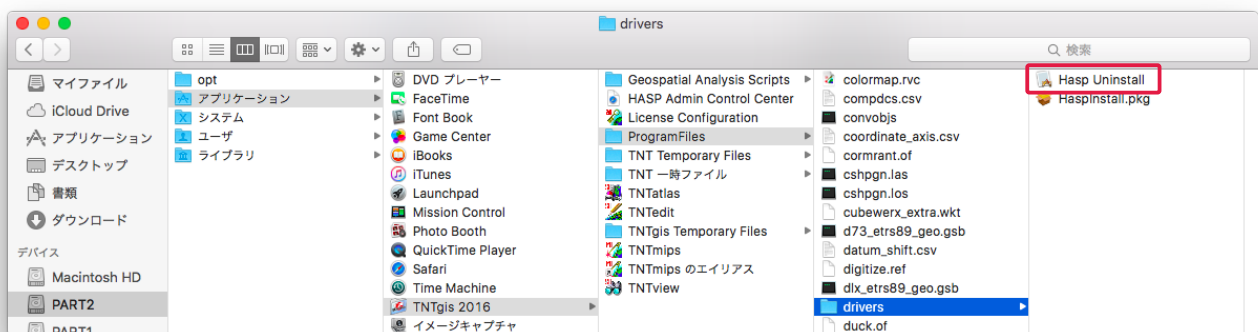 drivers
検索
マイファイル
iCloud Drive
アプリケーション
デスクトップ
書類
ダウンロード
デバイス
Macintosh HD
PART2
PART1
opt
アプリケーション
システム
ユーザ
ライブラリ
DVD プレーヤー
FaceTime
Font Book
Game Center
iBooks
iTunes
Launchpad
Mission Control
Photo Booth
QuickTime Player
Safari
Time Machine
TNTgis 2016
イメージキャプチャ
Geospatial Analysis Scripts
HASP Admin Control Center
License Configuration
ProgramFiles
TNT Temporary Files
TNT 一時ファイル
TNTatlas
TNTedit
TNTgis Temporary Files
TNTmips
TNTmips のエイリアス
TNTview
colormap.rvc
compdcs.csv
convobjs
coordinate_axis.csv
cormrant.of
cshpgn.las
cshpgn.los
cubewerx_extra.wkt
d73_etrs89_geo.gsb
datum_shift.csv
digitize.ref
dlx_etrs89_geo.gsb
drivers
duck.of
Hasp Uninstall
HaspInstall.pkg